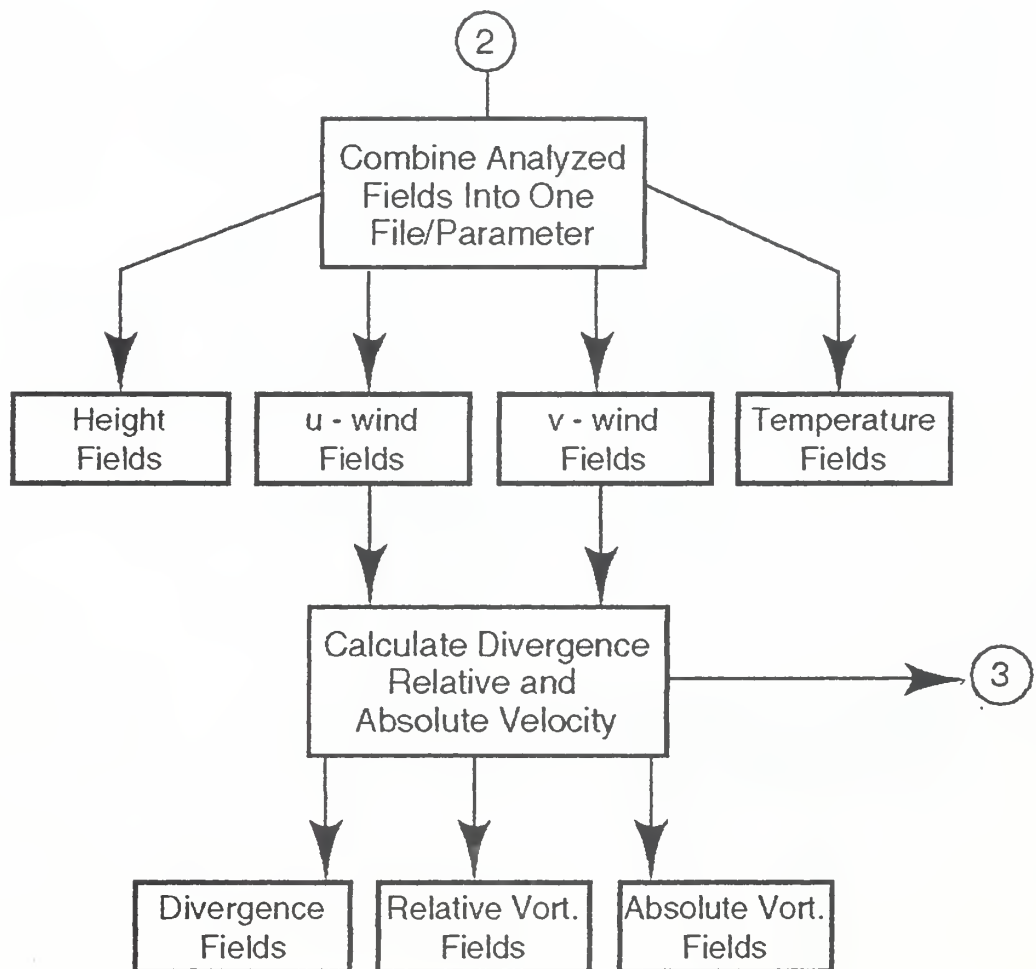 2
Combine Analyzed
Fields Into One
File/Parameter
Height
Fields
u - wind
Fields
v - wind
Fields
Temperature
Fields
Calculate Divergence
Relative and
Absolute Velocity
3
Divergence
Fields
Relative Vort.
Fields
Absolute Vort.
Fields